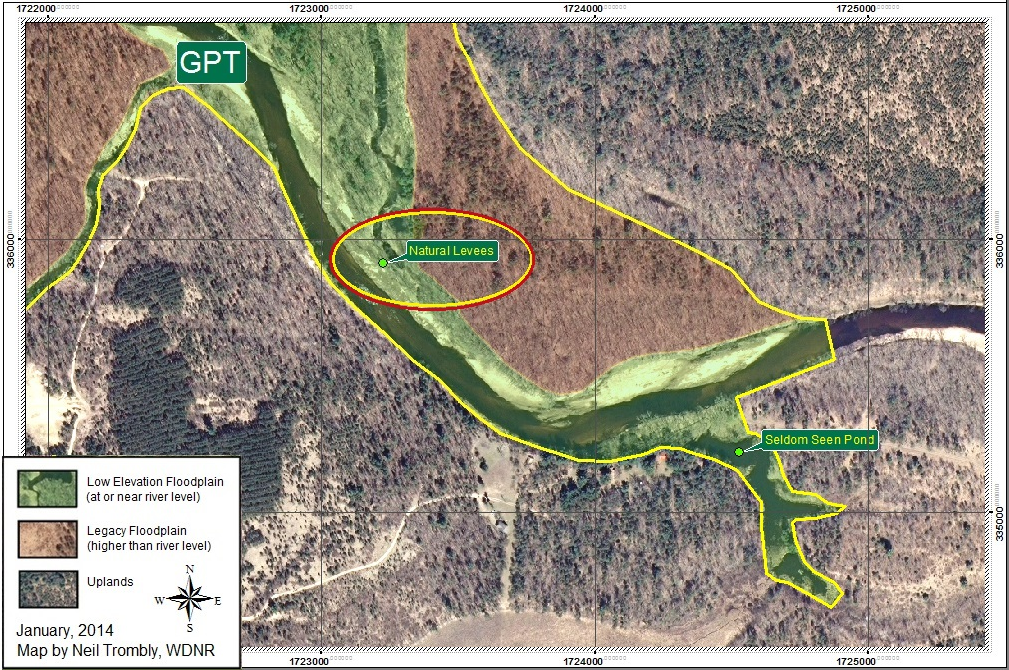 1722000
1723000
1724000
1725000
GPT
336000
336000
Natural Levees
Seldom Seen Pond
335000
Low Elevation Floodplain
(at or near river level)
Legacy Floodplain
(higher than river level)
Uplands
N
W
E
S
January, 2014
Map by Neil Trombly, WDNR
1723000
1724000
1725000